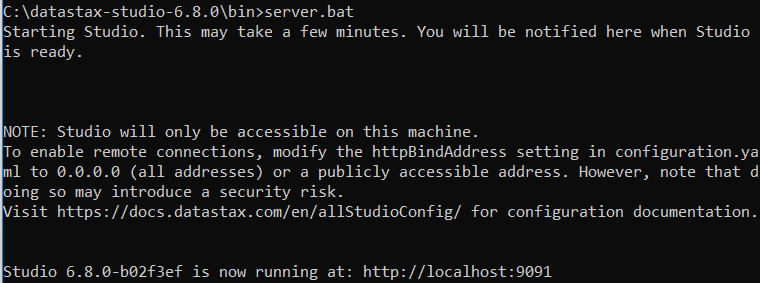 C:\datastax-studio-6.8.0\bin>server.bat
Starting Studio. This may take a few minutes. You will be notified here when Studio
is ready.
NOTE: Studio will only be accessible on this machine.
To enable remote connections, modify the httpBindAddress setting in configuration.ya
ml to 0.0.0.0 (all addresses) or a publicly accessible address. However, note that d
oing so may introduce a security risk.
Visit https://docs.datastax.com/en/allStudioConfig/ for configuration documentation.
Studio 6.8.0-b02f3ef is now running at: http://localhost:9091